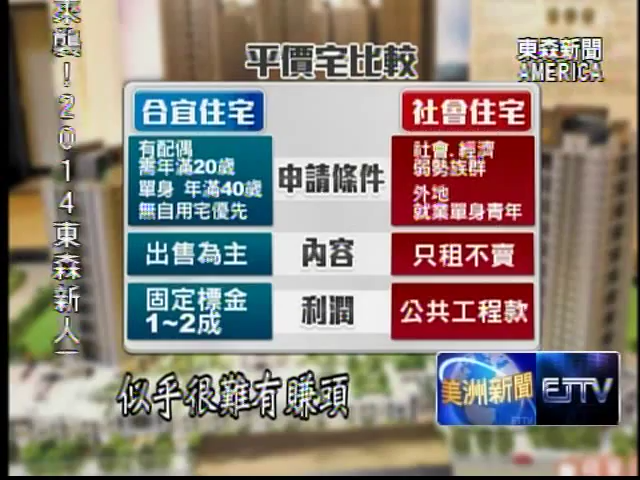 平價宅比較
東森新聞
AMERICA
來襲！2014東森新人
合宜住宅
社會住宅
有配偶
需年滿20歲
單身 年滿40歲
無自用宅優先
申請條件
社會.經濟
弱勢族群
外地
就業單身青年
出售為主
內容
只租不賣
固定標金
1~2成
利潤
公共工程款
似乎很難有賺頭
美洲新聞
EJTV
ETTV